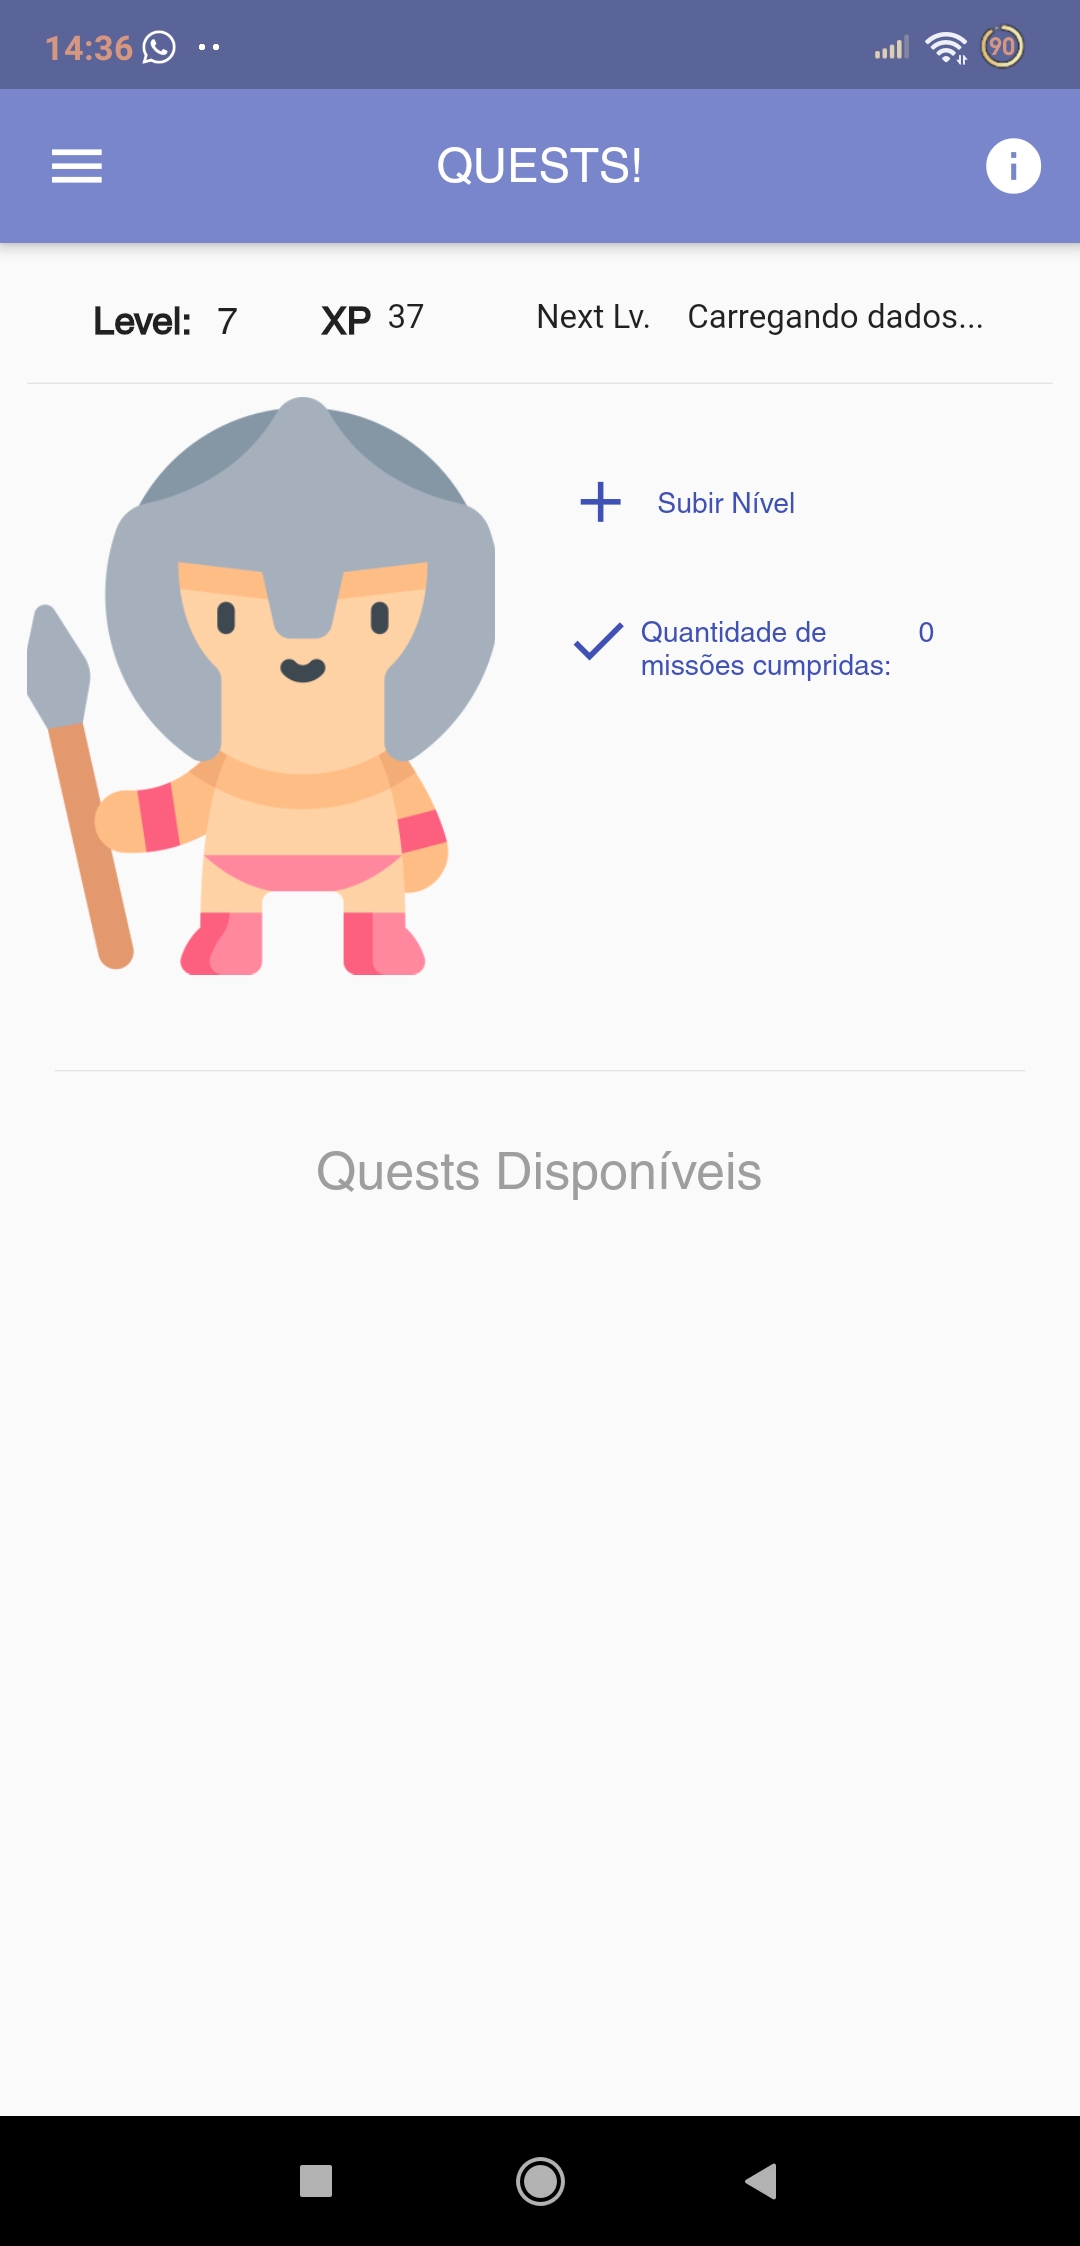 14:36
90
QUESTS!
Level: 7 XP 37 Next Lv. Carregando dados...
Subir Nível
Quantidade de 0
missões cumpridas:
Quests Disponíveis